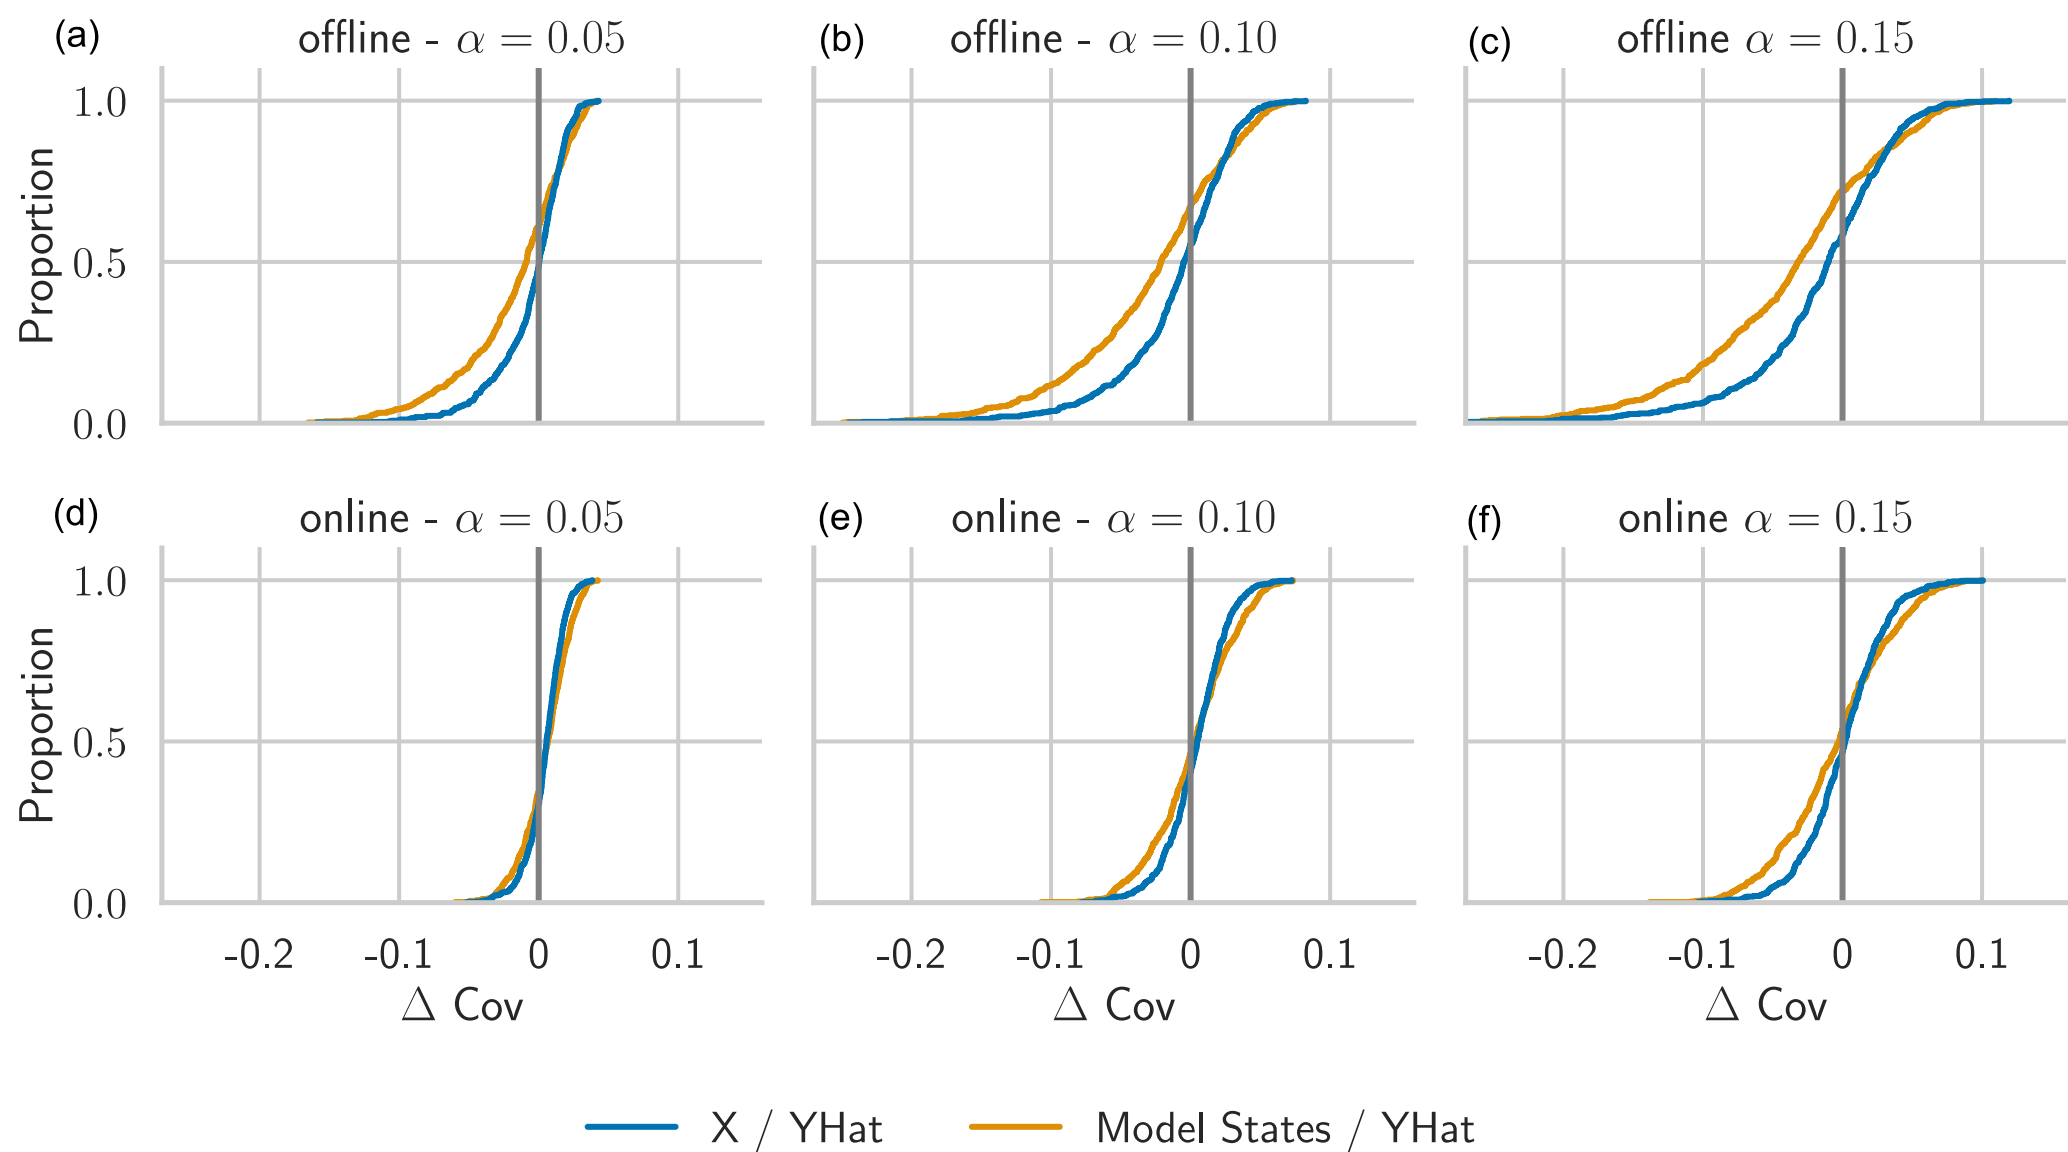 (a) offline - α = 0.05
(b) offline - α = 0.10
(c) offline α = 0.15
1.0
0.5
0.0
Proportion
(d) online - α = 0.05
(e) online - α = 0.10
(f) online α = 0.15
1.0
0.5
0.0
Proportion
-0.2 -0.1 0 0.1
-0.2 -0.1 0 0.1
-0.2 -0.1 0 0.1
Δ Cov
Δ Cov
Δ Cov
X / YHat
Model States / YHat